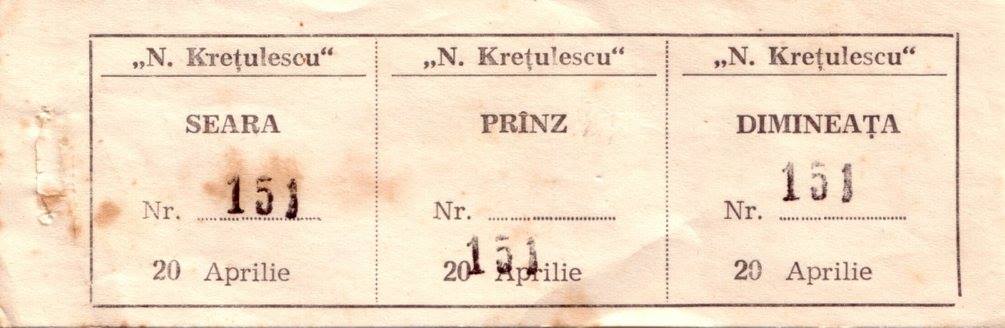 „N. Krețulescu“
SEARA
Nr. 151
20 Aprilie
„N. Krețulescu“
PRÎNZ
Nr.
151
20 Aprilie
„N. Krețulescu“
DIMINEAȚA
151
Nr.
20 Aprilie